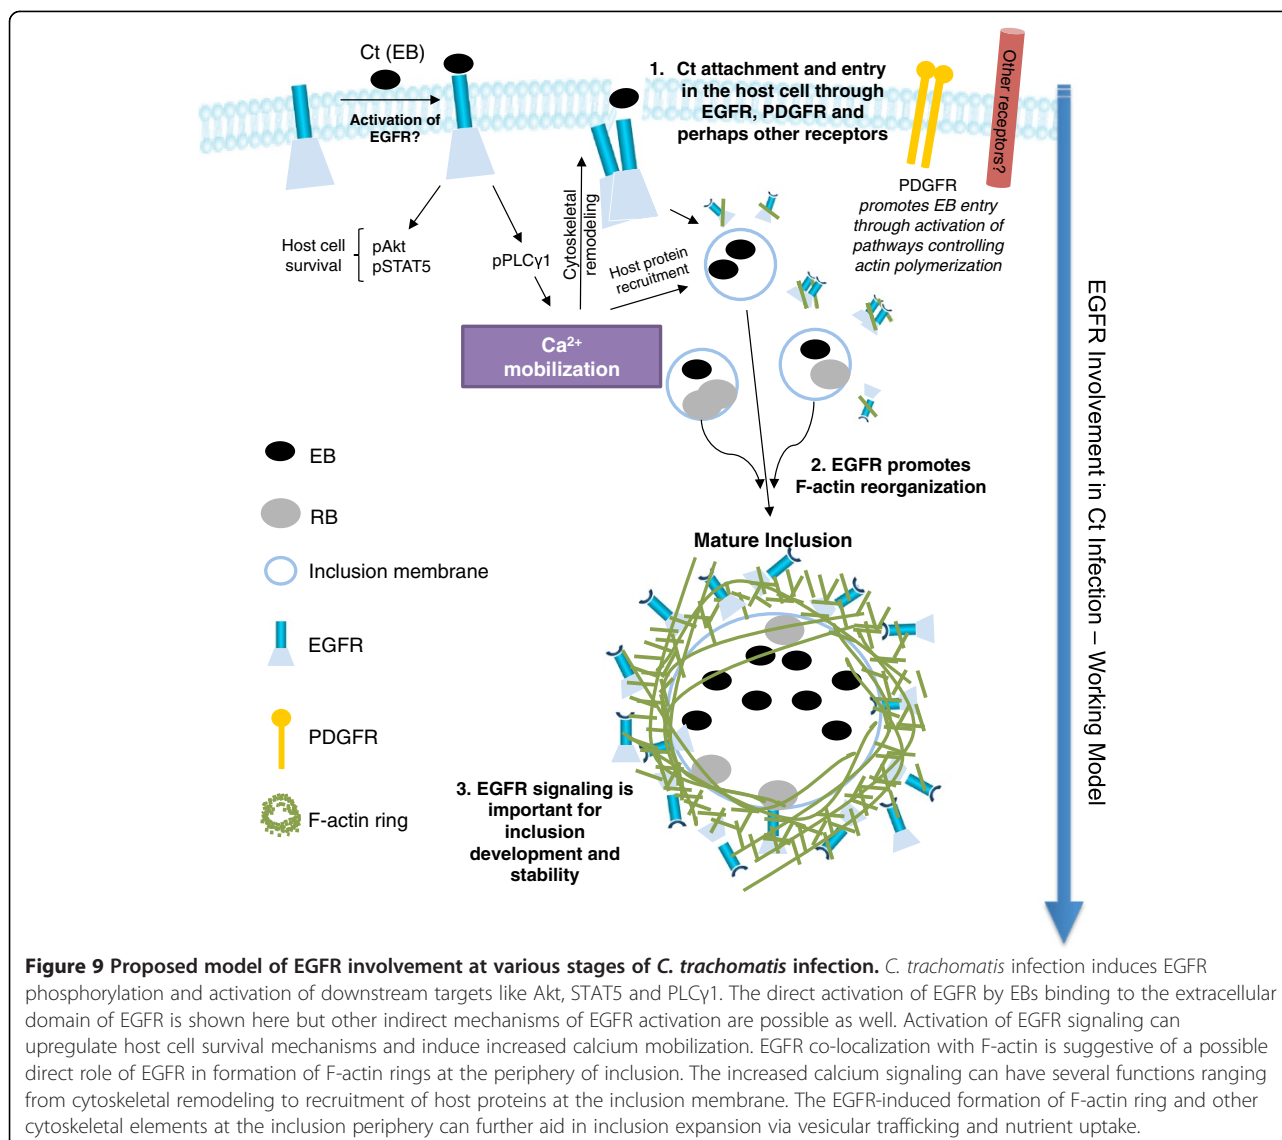 Ct (EB)
Activation of
EGFR?
1. Ct attachment and entry
in the host cell through
EGFR, PDGFR and
perhaps other receptors
Other receptors?
PDGFR
promotes EB entry
through activation of
pathways controlling
actin polymerization
Host cell
survival
pAkt
pSTAT5
pPLCγ1
Cytoskeletal
remodeling
Host protein
recruitment
Ca²⁺
mobilization
2. EGFR promotes
F-actin reorganization
Mature Inclusion
EB
RB
Inclusion membrane
EGFR
PDGFR
F-actin ring
3. EGFR signaling is
important for
inclusion
development and
stability
EGFR Involvement in Ct Infection – Working Model
Figure 9 Proposed model of EGFR involvement at various stages of C. trachomatis infection. C. trachomatis infection induces EGFR
phosphorylation and activation of downstream targets like Akt, STAT5 and PLCγ1. The direct activation of EGFR by EBs binding to the extracellular
domain of EGFR is shown here but other indirect mechanisms of EGFR activation are possible as well. Activation of EGFR signaling can
upregulate host cell survival mechanisms and induce increased calcium mobilization. EGFR co-localization with F-actin is suggestive of a possible
direct role of EGFR in formation of F-actin rings at the periphery of inclusion. The increased calcium signaling can have several functions ranging
from cytoskeletal remodeling to recruitment of host proteins at the inclusion membrane. The EGFR-induced formation of F-actin ring and other
cytoskeletal elements at the inclusion periphery can further aid in inclusion expansion via vesicular trafficking and nutrient uptake.